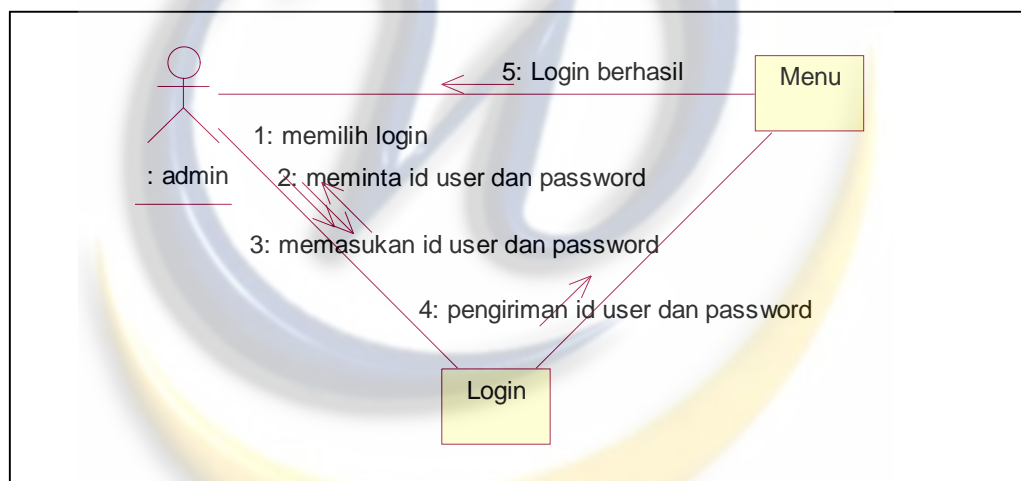 5: Login berhasil
Menu
1: memilih login
: admin
2: meminta id user dan password
3: memasukan id user dan password
4: pengiriman id user dan password
Login